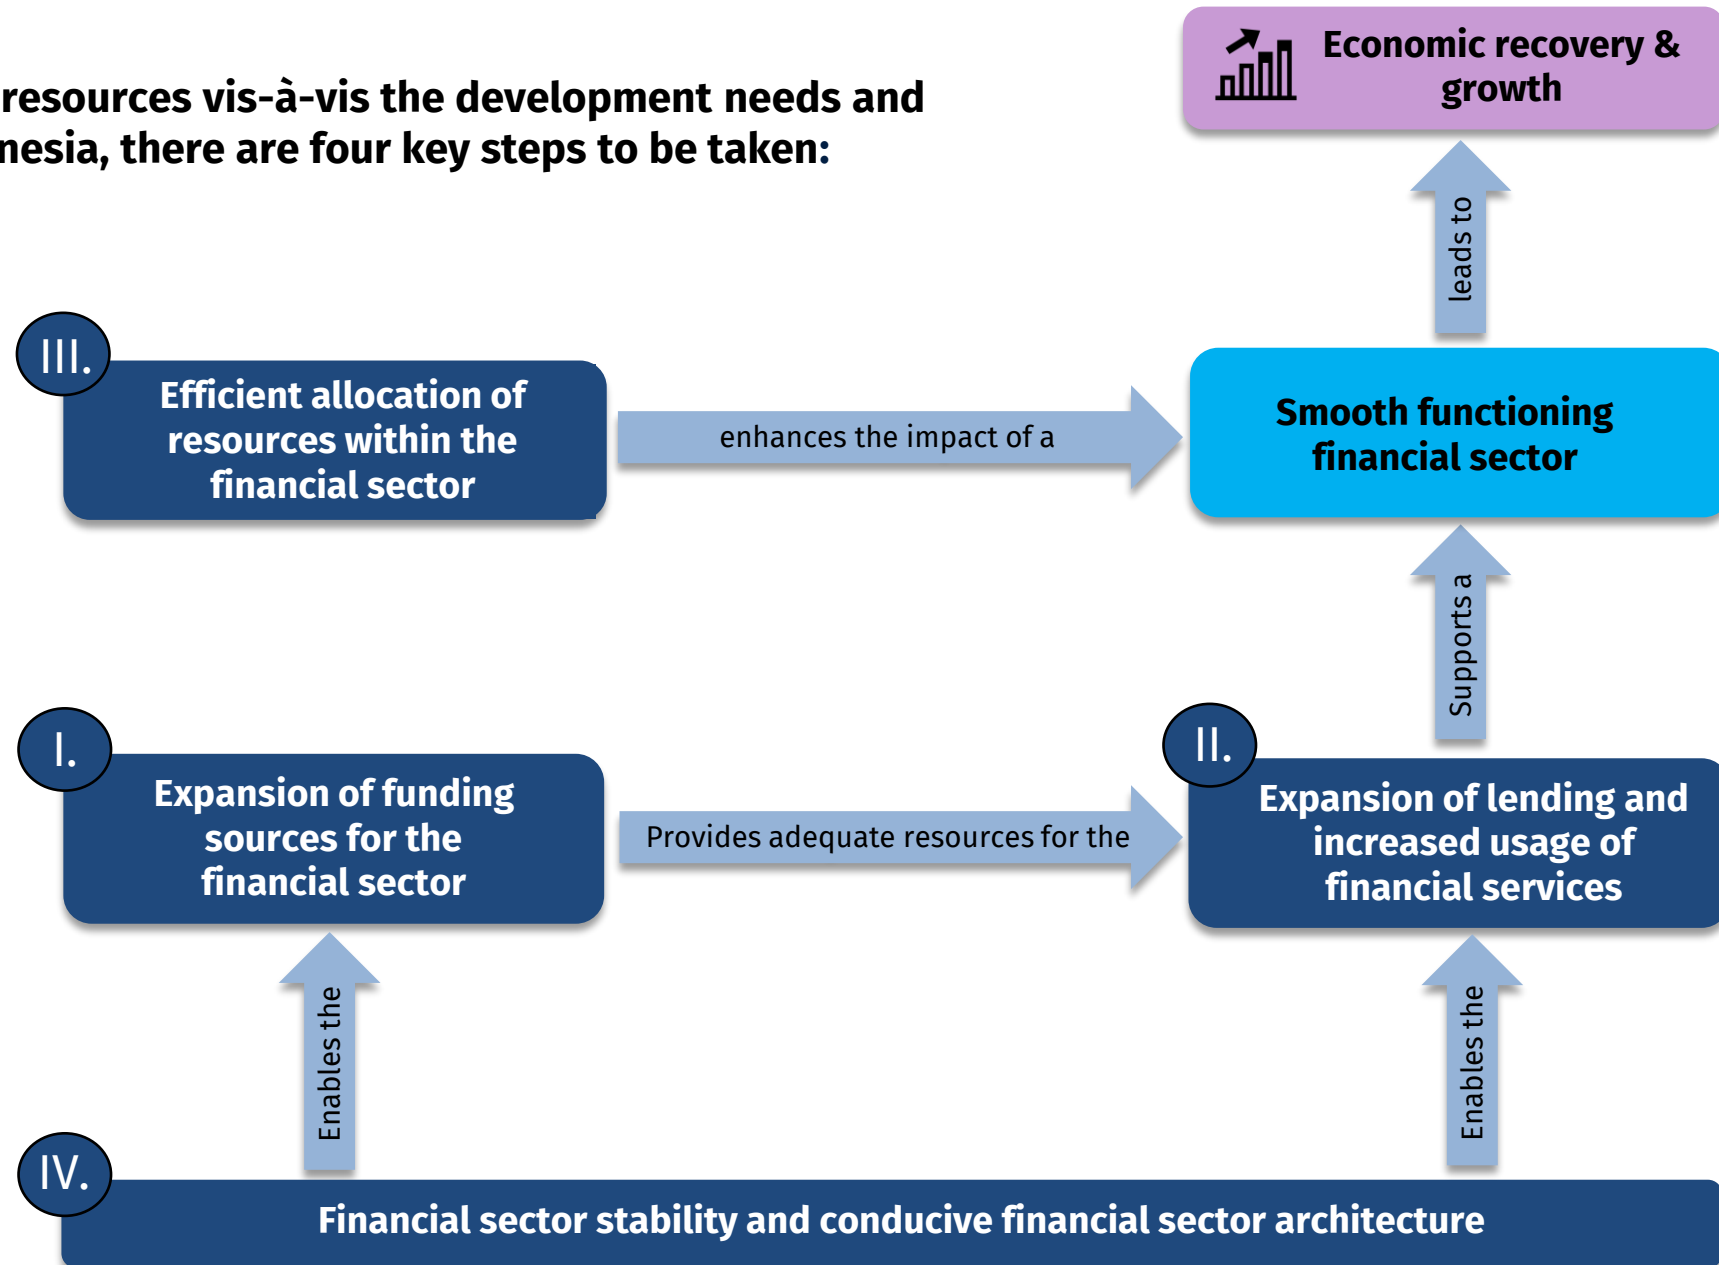 Economic recovery &
growth
resources vis-à-vis the development needs and
nesia, there are four key steps to be taken:
leads to
III.
Efficient allocation of
resources within the
financial sector
enhances the impact of a
Smooth functioning
financial sector
Supports a
I.
Expansion of funding
sources for the
financial sector
Provides adequate resources for the
II.
Expansion of lending and
increased usage of
financial services
Enables the
Enables the
IV.
Financial sector stability and conducive financial sector architecture